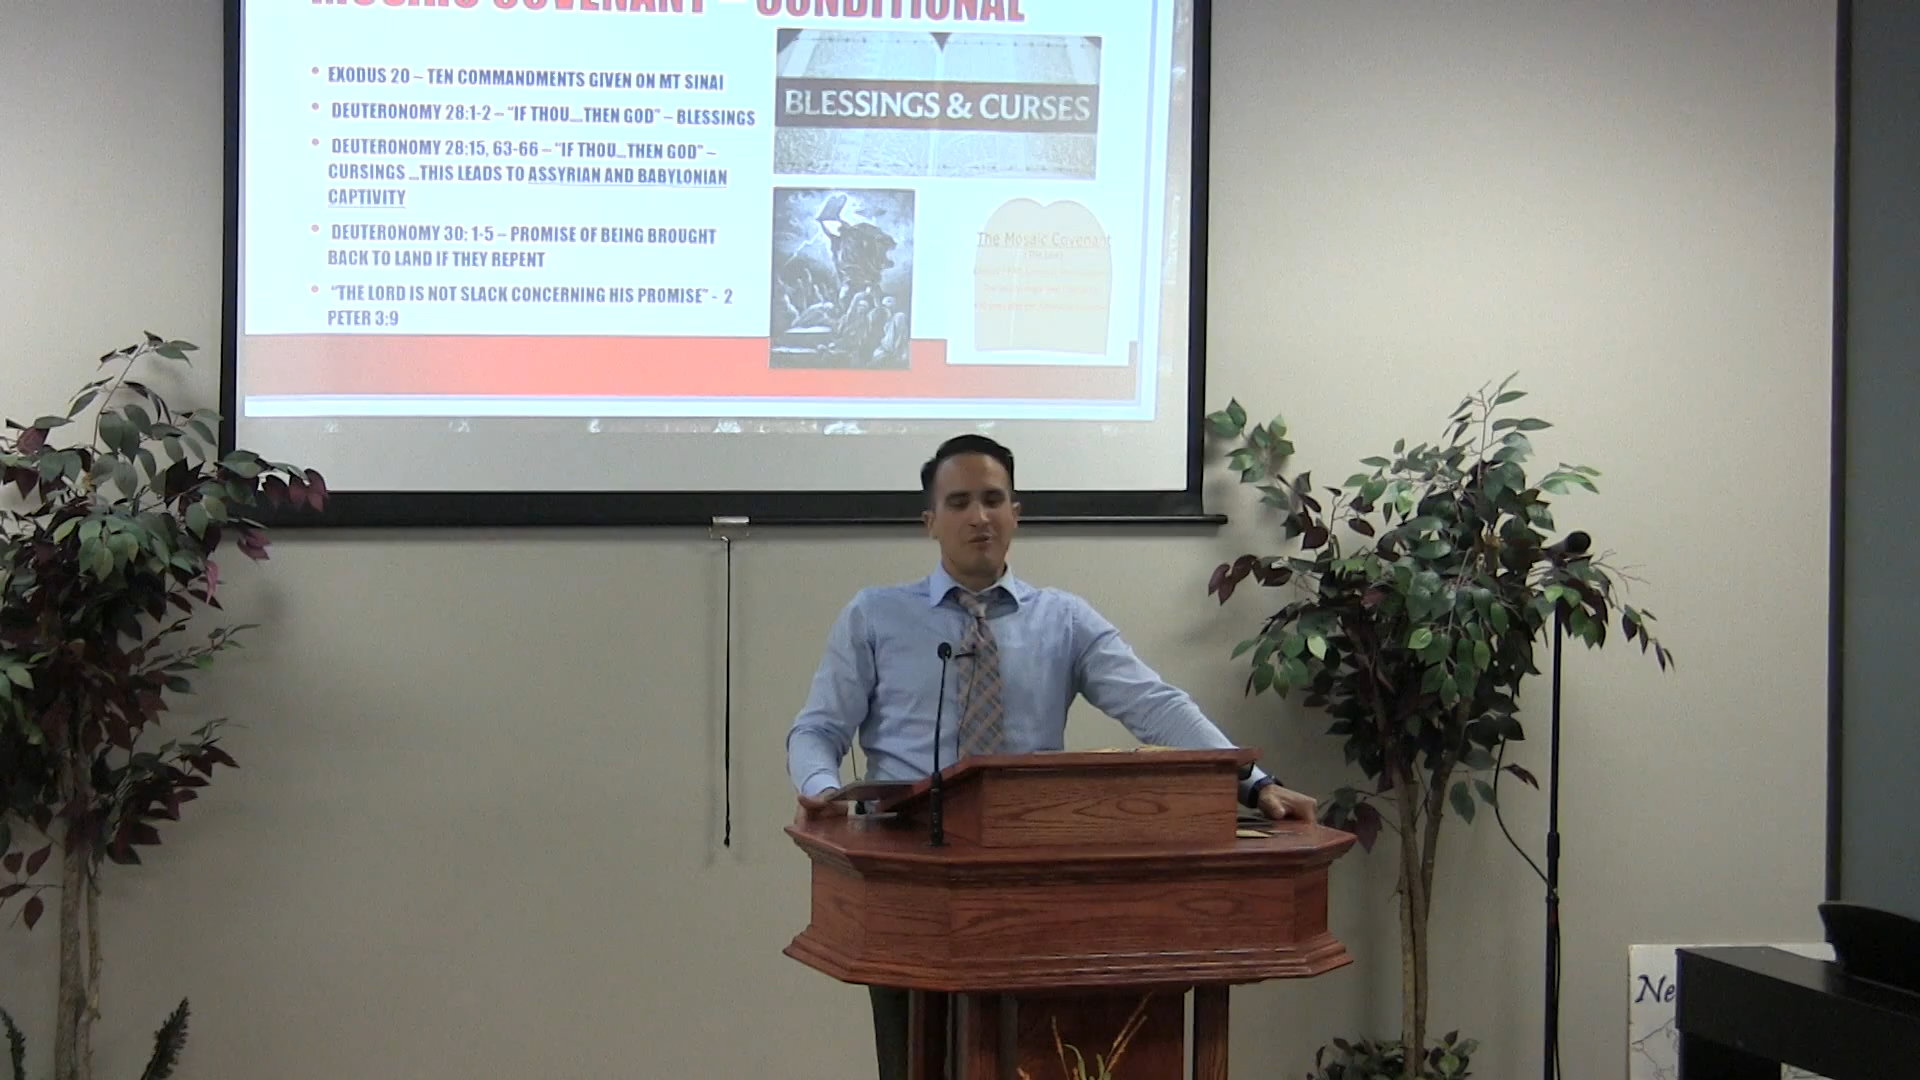 MOSAIC COVENANT – CONDITIONAL
• EXODUS 20 – TEN COMMANDMENTS GIVEN ON MT SINAI
• DEUTERONOMY 28:1-2 – "IF THOU....THEN GOD" – BLESSINGS
• DEUTERONOMY 28:15, 63-66 – "IF THOU...THEN GOD" –
CURSINGS ...THIS LEADS TO ASSYRIAN AND BABYLONIAN
CAPTIVITY
• DEUTERONOMY 30: 1-5 – PROMISE OF BEING BROUGHT
BACK TO LAND IF THEY REPENT
• "THE LORD IS NOT SLACK CONCERNING HIS PROMISE" - 2
PETER 3:9
BLESSINGS & CURSES
The Mosaic Covenant
Ne